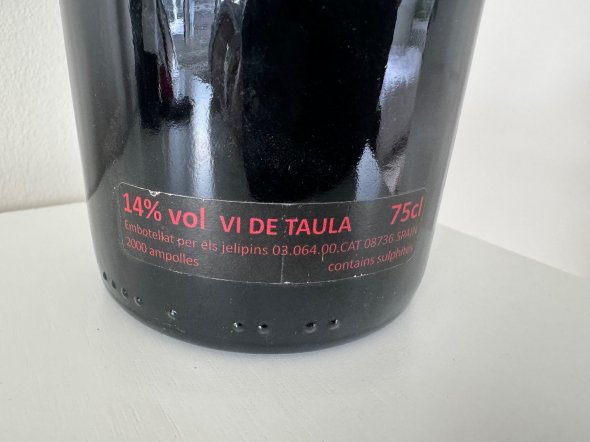 14% vol VI DE TAULA 75cl
Embotellat per els jelipins 03.064.00.CAT 08736 SPAIN
2000 ampolles contains sulphites